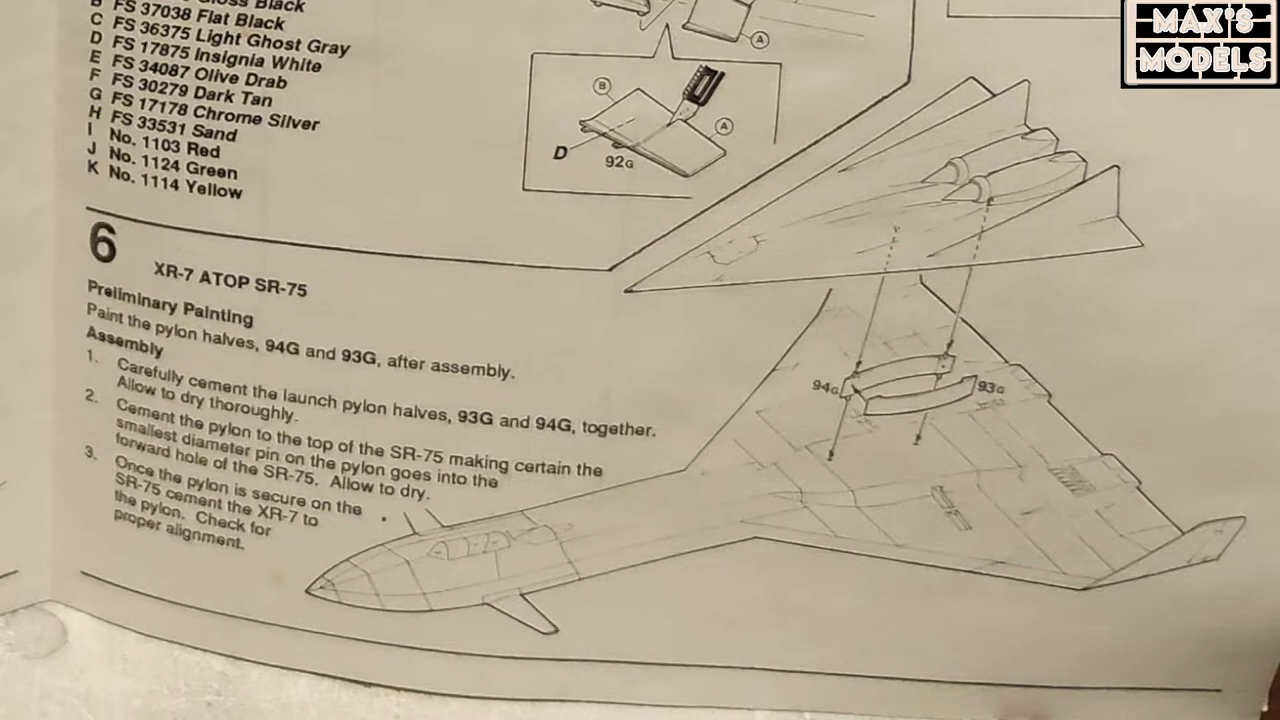 Gloss Black
B FS 37038 Flat Black
C FS 36375 Light Ghost Gray
D FS 17875 Insignia White
E FS 34087 Olive Drab
F FS 30279 Dark Tan
G FS 17178 Chrome Silver
H FS 33531 Sand
I No. 1103 Red
J No. 1124 Green
K No. 1114 Yellow
A
B
A
D
92G
MAX'S
MODELS
6
XR-7 ATOP SR-75
Preliminary Painting
Paint the pylon halves, 94G and 93G, after assembly.
Assembly
1. Carefully cement the launch pylon halves, 93G and 94G, together.
Allow to dry thoroughly.
2. Cement the pylon to the top of the SR-75 making certain the
smallest diameter pin on the pylon goes into the
forward hole of the SR-75. Allow to dry.
3. Once the pylon is secure on the
SR-75 cement the XR-7 to
the pylon. Check for
proper alignment.
94G
93G